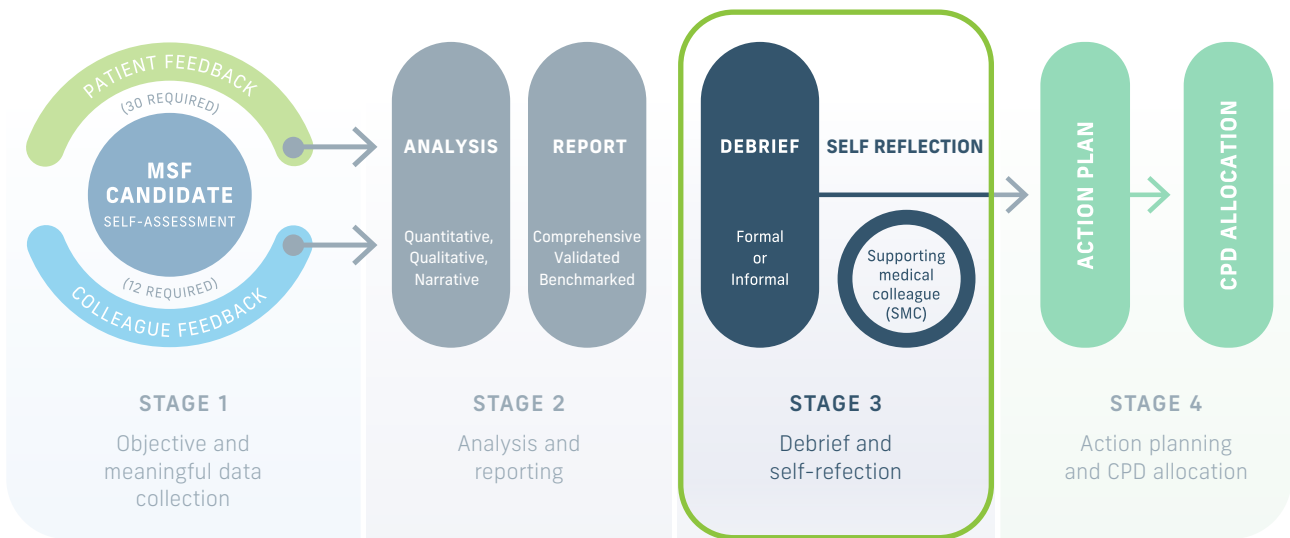 PATIENT FEEDBACK
(30 REQUIRED)
MSF
CANDIDATE
SELF-ASSESSMENT
(12 REQUIRED)
COLLEAGUE FEEDBACK
STAGE 1
Objective and
meaningful data
collection
ANALYSIS
Quantitative,
Qualitative,
Narrative
REPORT
Comprehensive
Validated
Benchmarked
STAGE 2
Analysis and
reporting
DEBRIEF
Formal
or
Informal
SELF REFLECTION
Supporting
medical
colleague
(SMC)
STAGE 3
Debrief and
self-refection
ACTION PLAN
CPD ALLOCATION
STAGE 4
Action planning
and CPD allocation